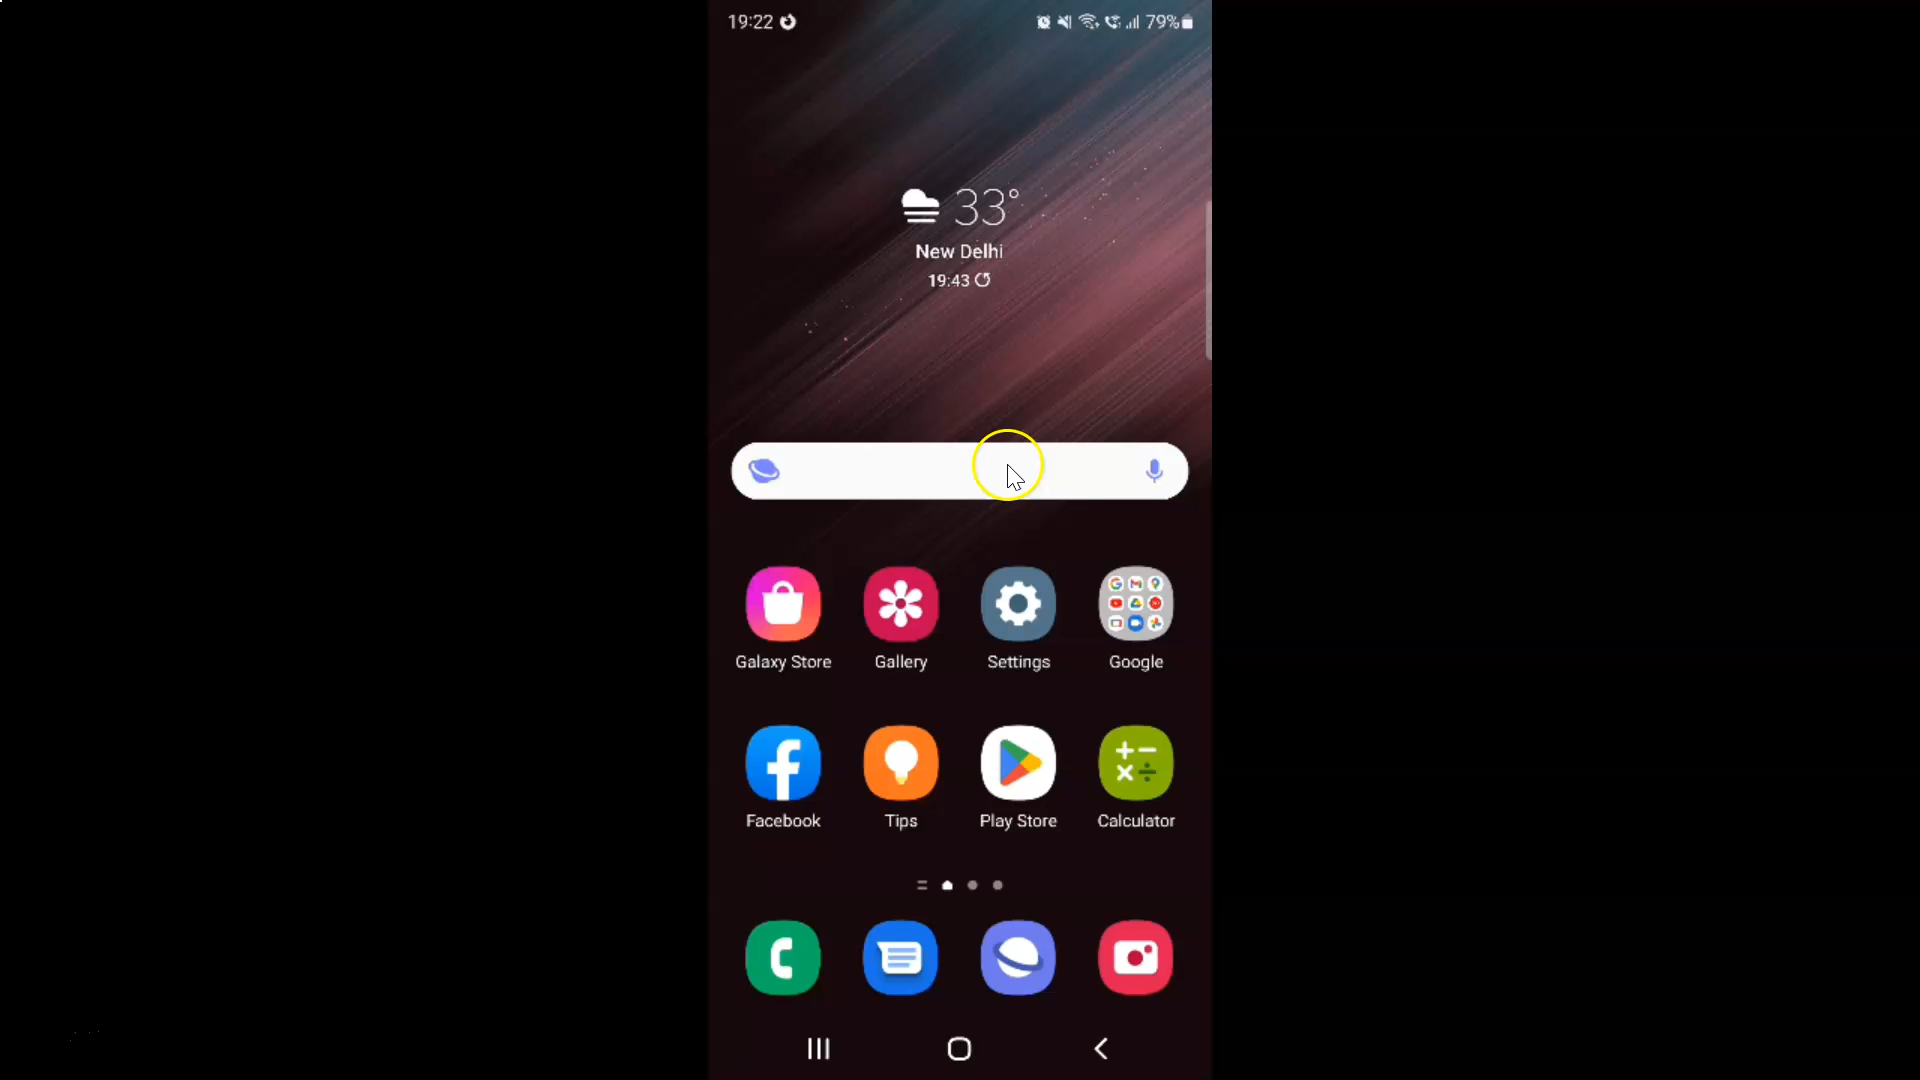 19:22 79%
33°
New Delhi
19:43
Galaxy Store Gallery Settings Google
Facebook Tips Play Store Calculator